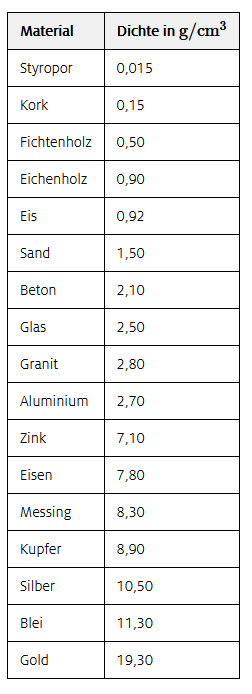 Material Dichte in g/cm³
Styropor 0,015
Kork 0,15
Fichtenholz 0,50
Eichenholz 0,90
Eis 0,92
Sand 1,50
Beton 2,10
Glas 2,50
Granit 2,80
Aluminium 2,70
Zink 7,10
Eisen 7,80
Messing 8,30
Kupfer 8,90
Silber 10,50
Blei 11,30
Gold 19,30